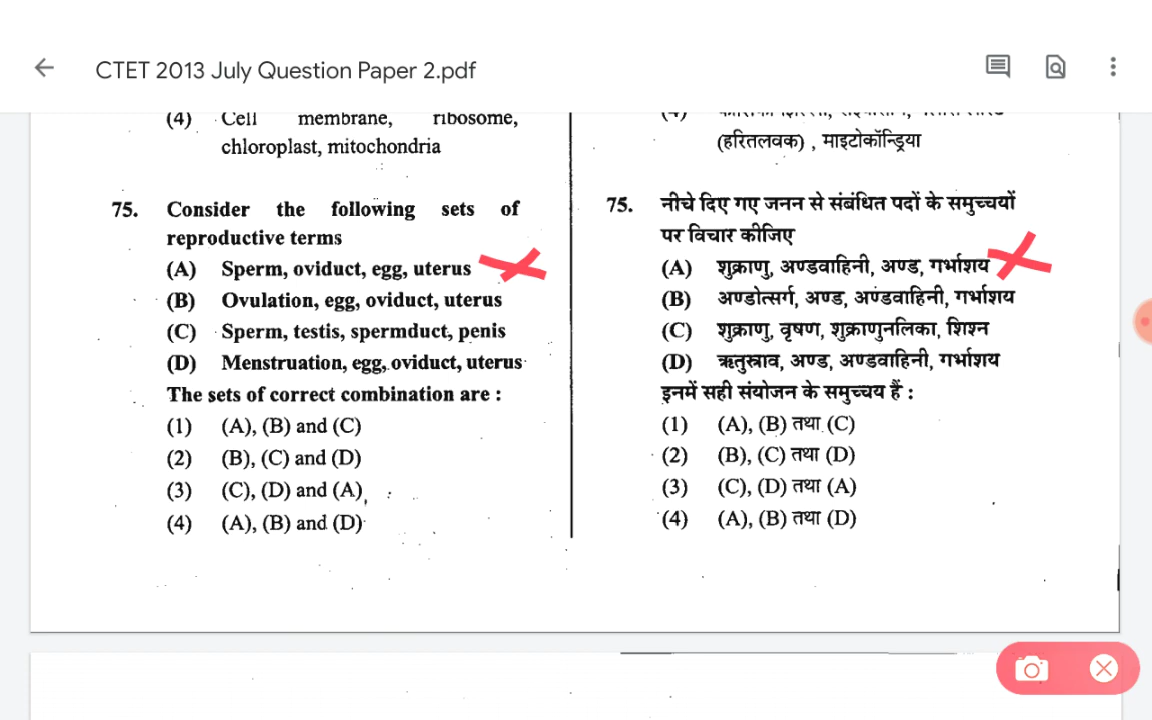 CTET 2013 July Question Paper 2.pdf
(4) Cell membrane, ribosome,
chloroplast, mitochondria
75. Consider the following sets of
reproductive terms
(A) Sperm, oviduct, egg, uterus
(B) Ovulation, egg, oviduct, uterus
(C) Sperm, testis, spermduct, penis
(D) Menstruation, egg, oviduct, uterus
The sets of correct combination are :
(1) (A), (B) and (C)
(2) (B), (C) and (D)
(3) (C), (D) and (A)
(4) (A), (B) and (D)
(4)
(हरितलवक) , माइटोकॉन्ड्रिया
75. नीचे दिए गए जनन से संबंधित पदों के समुच्चयों
पर विचार कीजिए
(A) शुक्राणु, अण्डवाहिनी, अण्ड, गर्भाशय
(B) अण्डोत्सर्ग, अण्ड, अण्डवाहिनी, गर्भाशय
(C) शुक्राणु, वृषण, शुक्राणुनलिका, शिश्न
(D) ऋतुस्राव, अण्ड, अण्डवाहिनी, गर्भाशय
इनमें सही संयोजन के समुच्चय हैं :
(1) (A), (B) तथा (C)
(2) (B), (C) तथा (D)
(3) (C), (D) तथा (A)
(4) (A), (B) तथा (D)